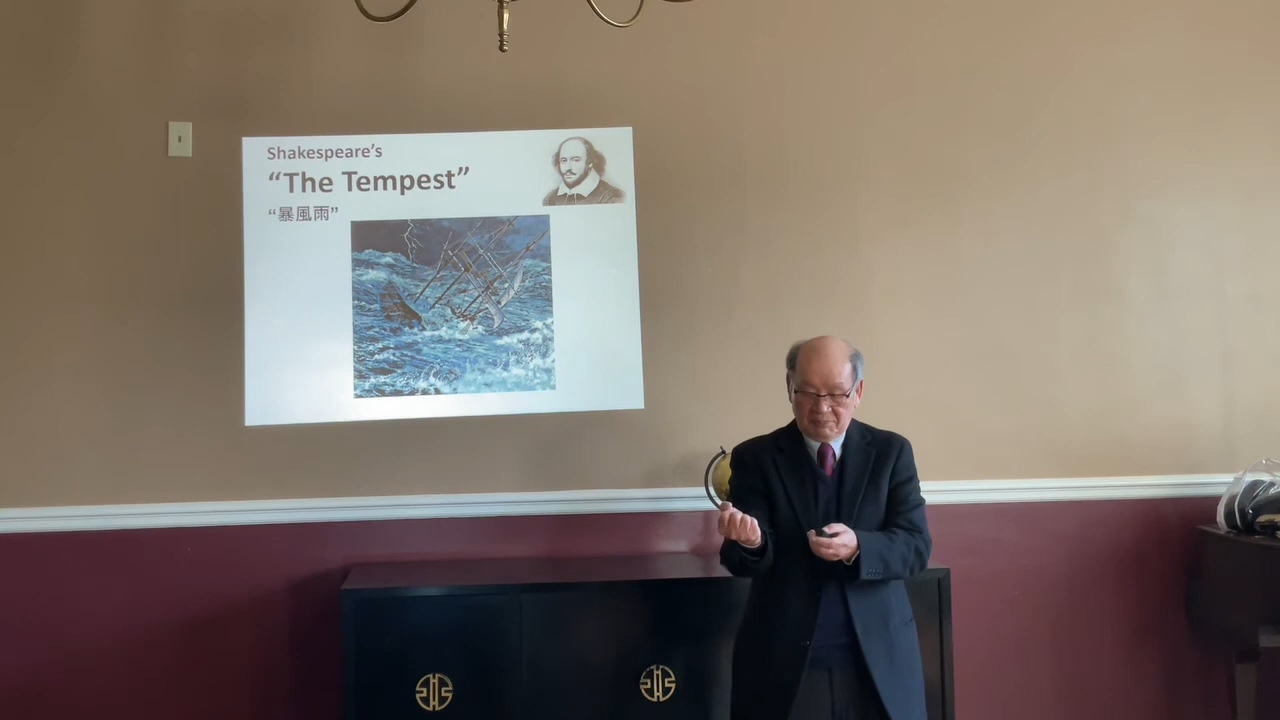 Shakespeare's
“The Tempest”
“暴風雨”